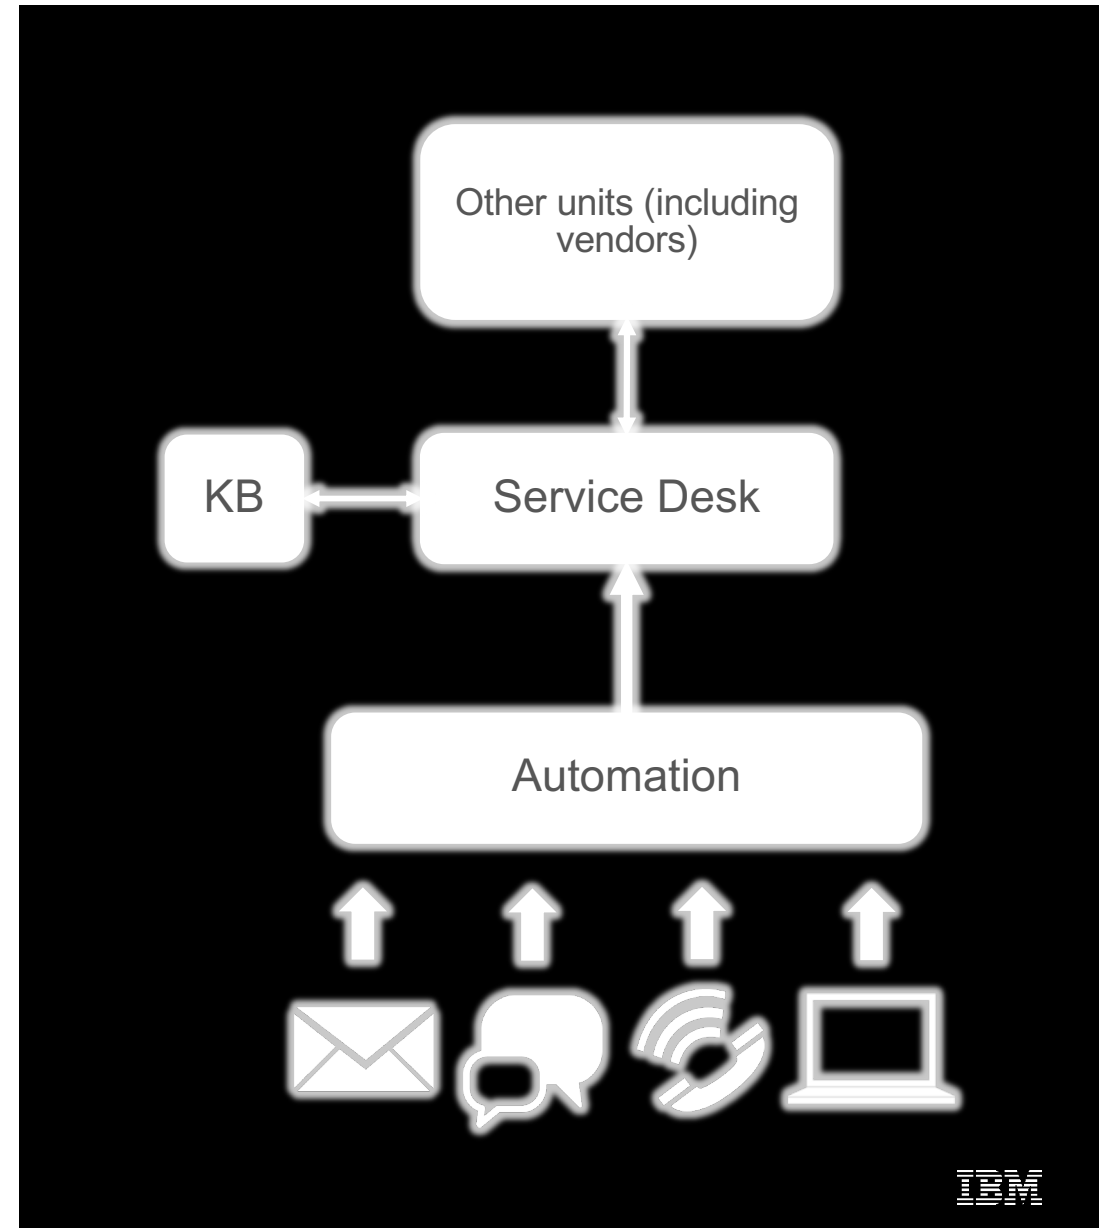 Other units (including
vendors)
KB
Service Desk
Automation
IBM